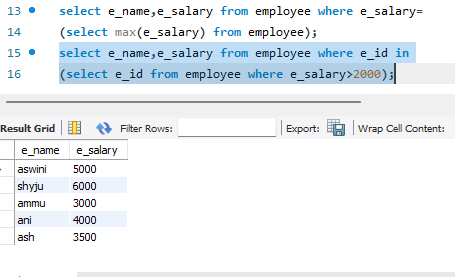 13 select e_name,e_salary from employee where e_salary=
14 (select max(e_salary) from employee);
15 select e_name,e_salary from employee where e_id in
16 (select e_id from employee where e_salary>2000);
Result Grid Filter Rows: Export: Wrap Cell Content:
e_name e_salary
aswini 5000
shyju 6000
ammu 3000
ani 4000
ash 3500